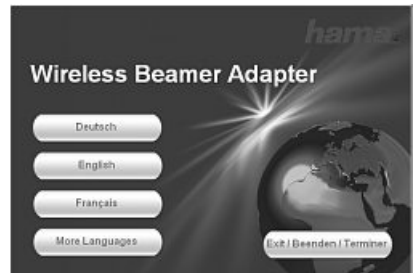 hama.
Wireless Beamer Adapter
Deutsch
English
Français
More Languages
Exit / Beenden / Terminer